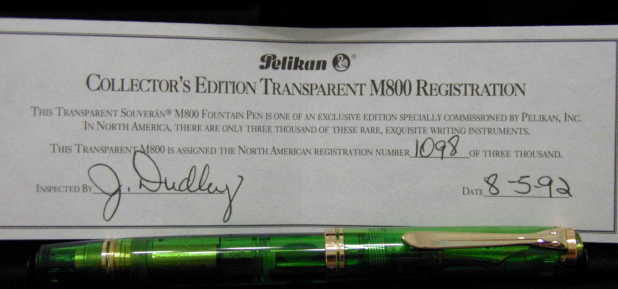 Pelikan
COLLECTOR'S EDITION TRANSPARENT M800 REGISTRATION
THIS TRANSPARENT SOUVERÄN® M800 FOUNTAIN PEN IS ONE OF AN EXCLUSIVE EDITION SPECIALLY COMMISSIONED BY PELIKAN, INC.
IN NORTH AMERICA, THERE ARE ONLY THREE THOUSAND OF THESE RARE, EXQUISITE WRITING INSTRUMENTS.
THIS TRANSPARENT M800 IS ASSIGNED THE NORTH AMERICAN REGISTRATION NUMBER 1098 OF THREE THOUSAND.
INSPECTED BY J. Dudley DATE 8-5-92